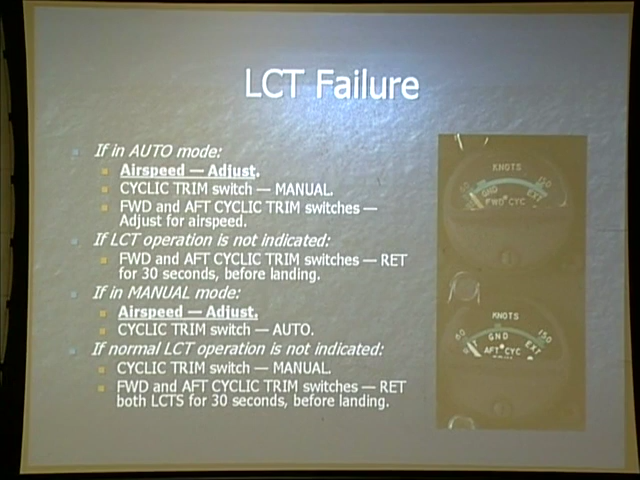 LCT Failure
If in AUTO mode:
Airspeed — Adjust.
CYCLIC TRIM switch — MANUAL.
FWD and AFT CYCLIC TRIM switches —
Adjust for airspeed.
If LCT operation is not indicated:
FWD and AFT CYCLIC TRIM switches — RET
for 30 seconds, before landing.
If in MANUAL mode:
Airspeed — Adjust.
CYCLIC TRIM switch — AUTO.
If normal LCT operation is not indicated:
CYCLIC TRIM switch — MANUAL.
FWD and AFT CYCLIC TRIM switches — RET
both LCTS for 30 seconds, before landing.
KNOTS
150
GND
EXT
FWD CYC
KNOTS
60
150
GND
EXT
AFT CYC